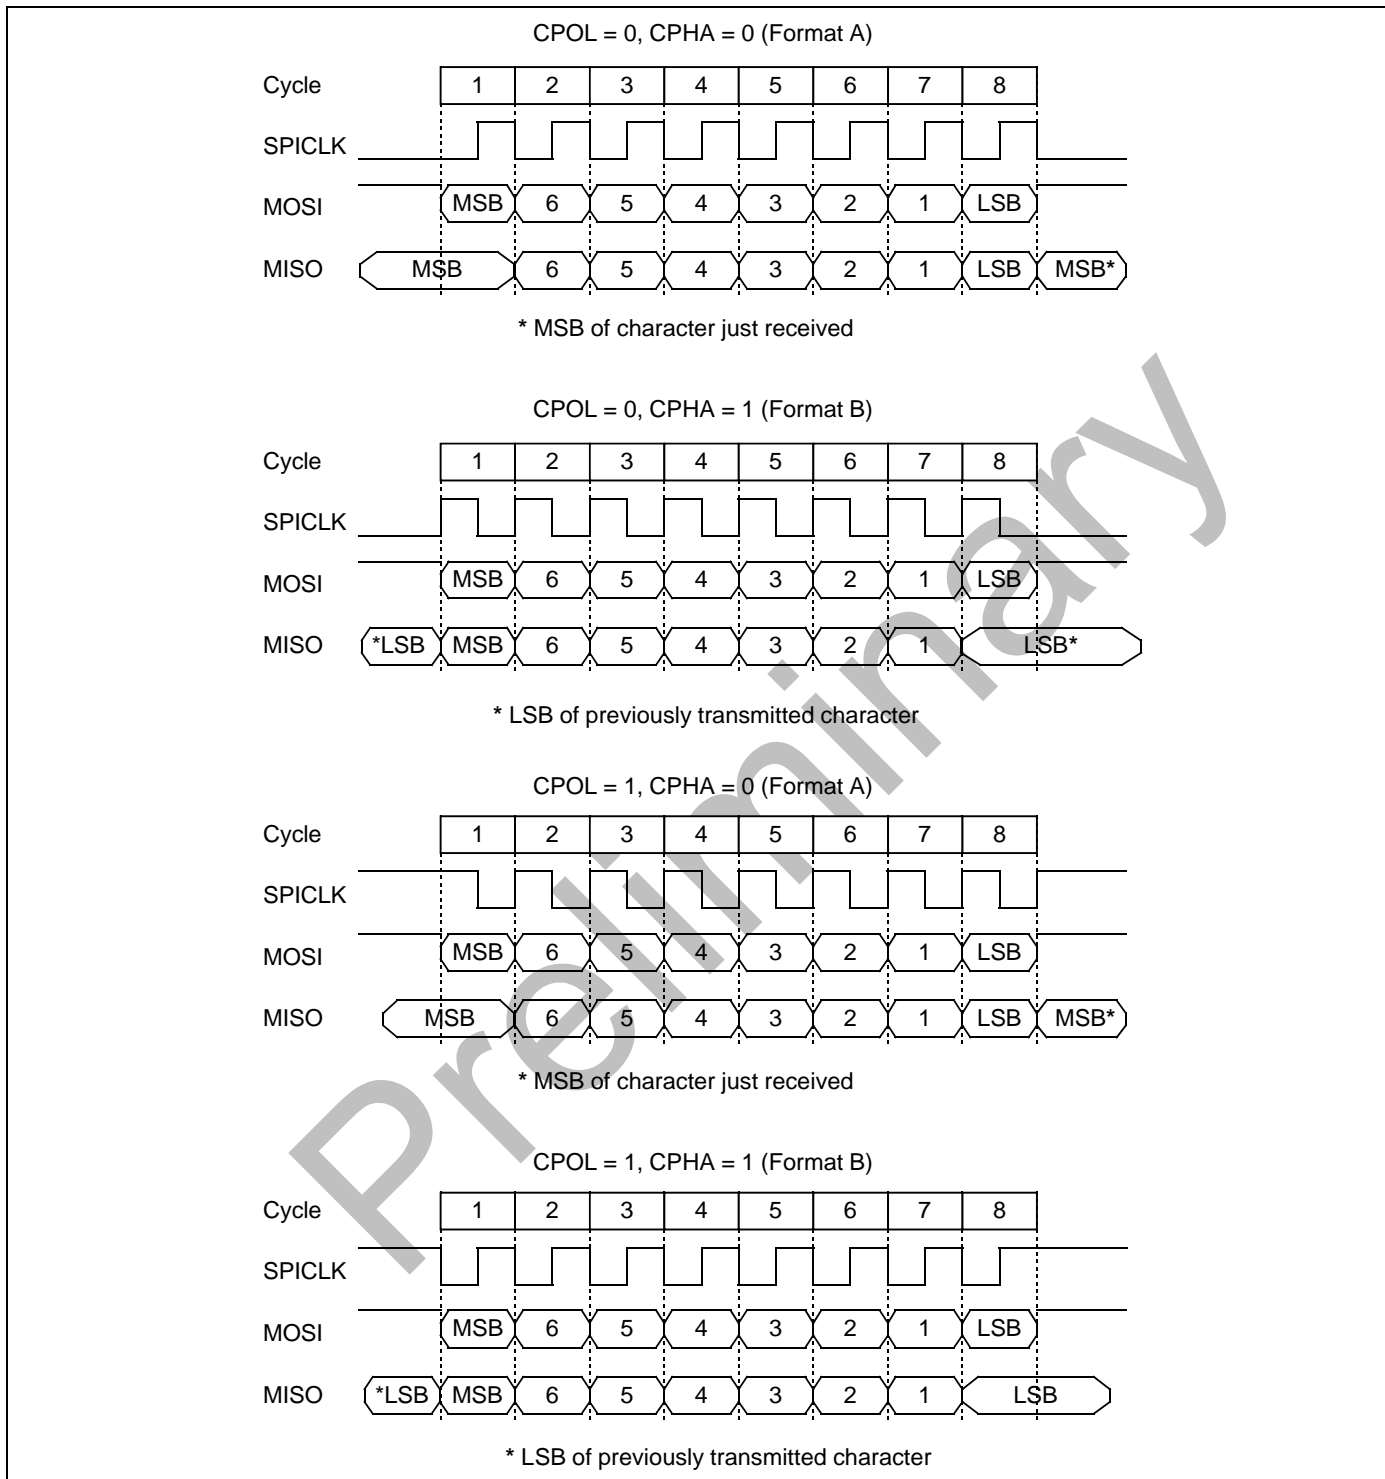 CPOL = 0, CPHA = 0 (Format A)
Cycle 1 2 3 4 5 6 7 8
SPICLK
MOSI MSB 6 5 4 3 2 1 LSB
MISO MSB 6 5 4 3 2 1 LSB MSB*
* MSB of character just received
CPOL = 0, CPHA = 1 (Format B)
Cycle 1 2 3 4 5 6 7 8
SPICLK
MOSI MSB 6 5 4 3 2 1 LSB
MISO *LSB MSB 6 5 4 3 2 1 LSB*
* LSB of previously transmitted character
CPOL = 1, CPHA = 0 (Format A)
Cycle 1 2 3 4 5 6 7 8
SPICLK
MOSI MSB 6 5 4 3 2 1 LSB
MISO MSB 6 5 4 3 2 1 LSB MSB*
* MSB of character just received
CPOL = 1, CPHA = 1 (Format B)
Cycle 1 2 3 4 5 6 7 8
SPICLK
MOSI MSB 6 5 4 3 2 1 LSB
MISO *LSB MSB 6 5 4 3 2 1 LSB
* LSB of previously transmitted character
Preliminary